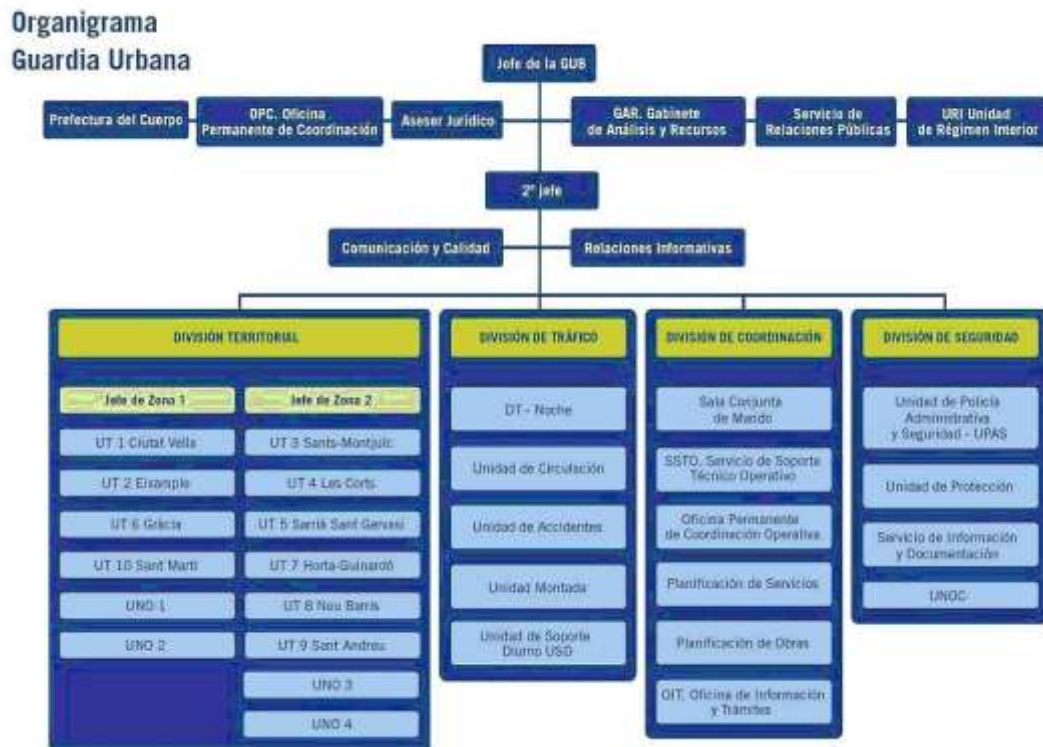 Organigrama
Guardia Urbana
Jefe de la GUB
Prefectura del Cuerpo
OPC. Oficina
Permanente de Coordinación
Asesor Jurídico
GAR. Gabinete
de Análisis y Recursos
Servicio de
Relaciones Públicas
URI Unidad
de Régimen Interior
2º jefe
Comunicación y Calidad
Relaciones Informativas
DIVISIÓN TERRITORIAL
Jefe de Zona 1
UT 1 Ciutat Vella
UT 2 Eixample
UT 6 Gràcia
UT 10 Sant Martí
UNO 1
UNO 2
Jefe de Zona 2
UT 3 Sants-Montjuïc
UT 4 Les Corts
UT 5 Sarrià Sant Gervasi
UT 7 Horta-Guinardó
UT 8 Nou Barris
UT 9 Sant Andreu
UNO 3
UNO 4
DIVISIÓN DE TRÁFICO
DT - Noche
Unidad de Circulación
Unidad de Accidentes
Unidad Montada
Unidad de Soporte
Diurno USD
DIVISIÓN DE COORDINACIÓN
Sala Conjunta
de Mando
SSTO. Servicio de Soporte
Técnico Operativo
Oficina Permanente
de Coordinación Operativa
Planificación de Servicios
Planificación de Obras
OIT. Oficina de Información
y Trámites
DIVISIÓN DE SEGURIDAD
Unidad de Policía
Administrativa
y Seguridad - UPAS
Unidad de Protección
Servicio de Información
y Documentación
UNOC